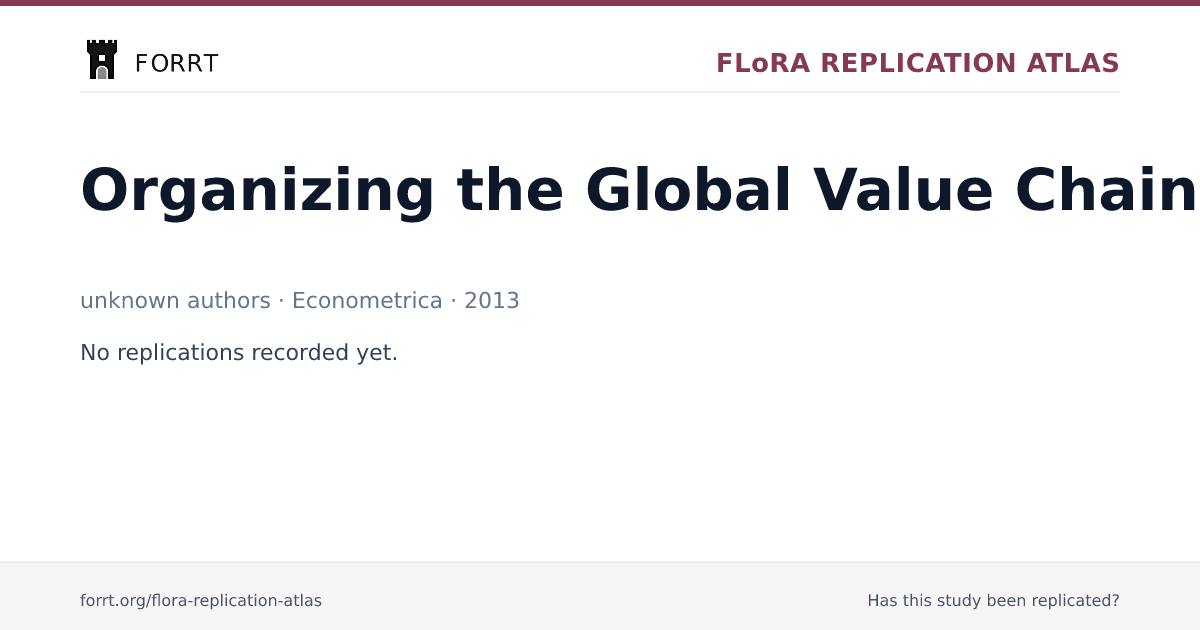 FORRT
FLoRA REPLICATION ATLAS
Organizing the Global Value Chain
unknown authors · Econometrica · 2013
No replications recorded yet.
forrt.org/flora-replication-atlas
Has this study been replicated?